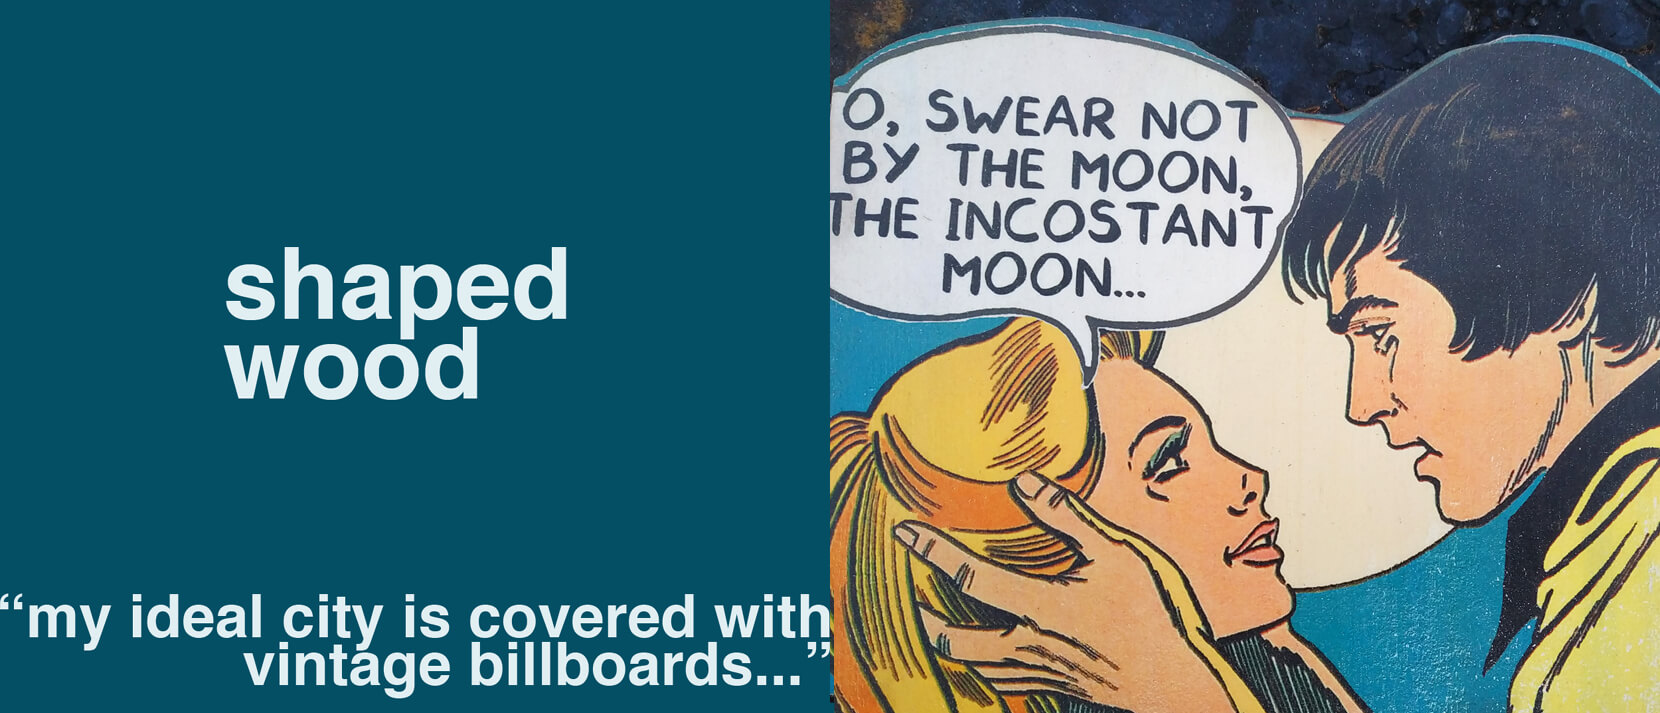 shaped
wood
“my ideal city is covered with
vintage billboards...”
O, SWEAR NOT
BY THE MOON,
THE INCOSTANT
MOON...